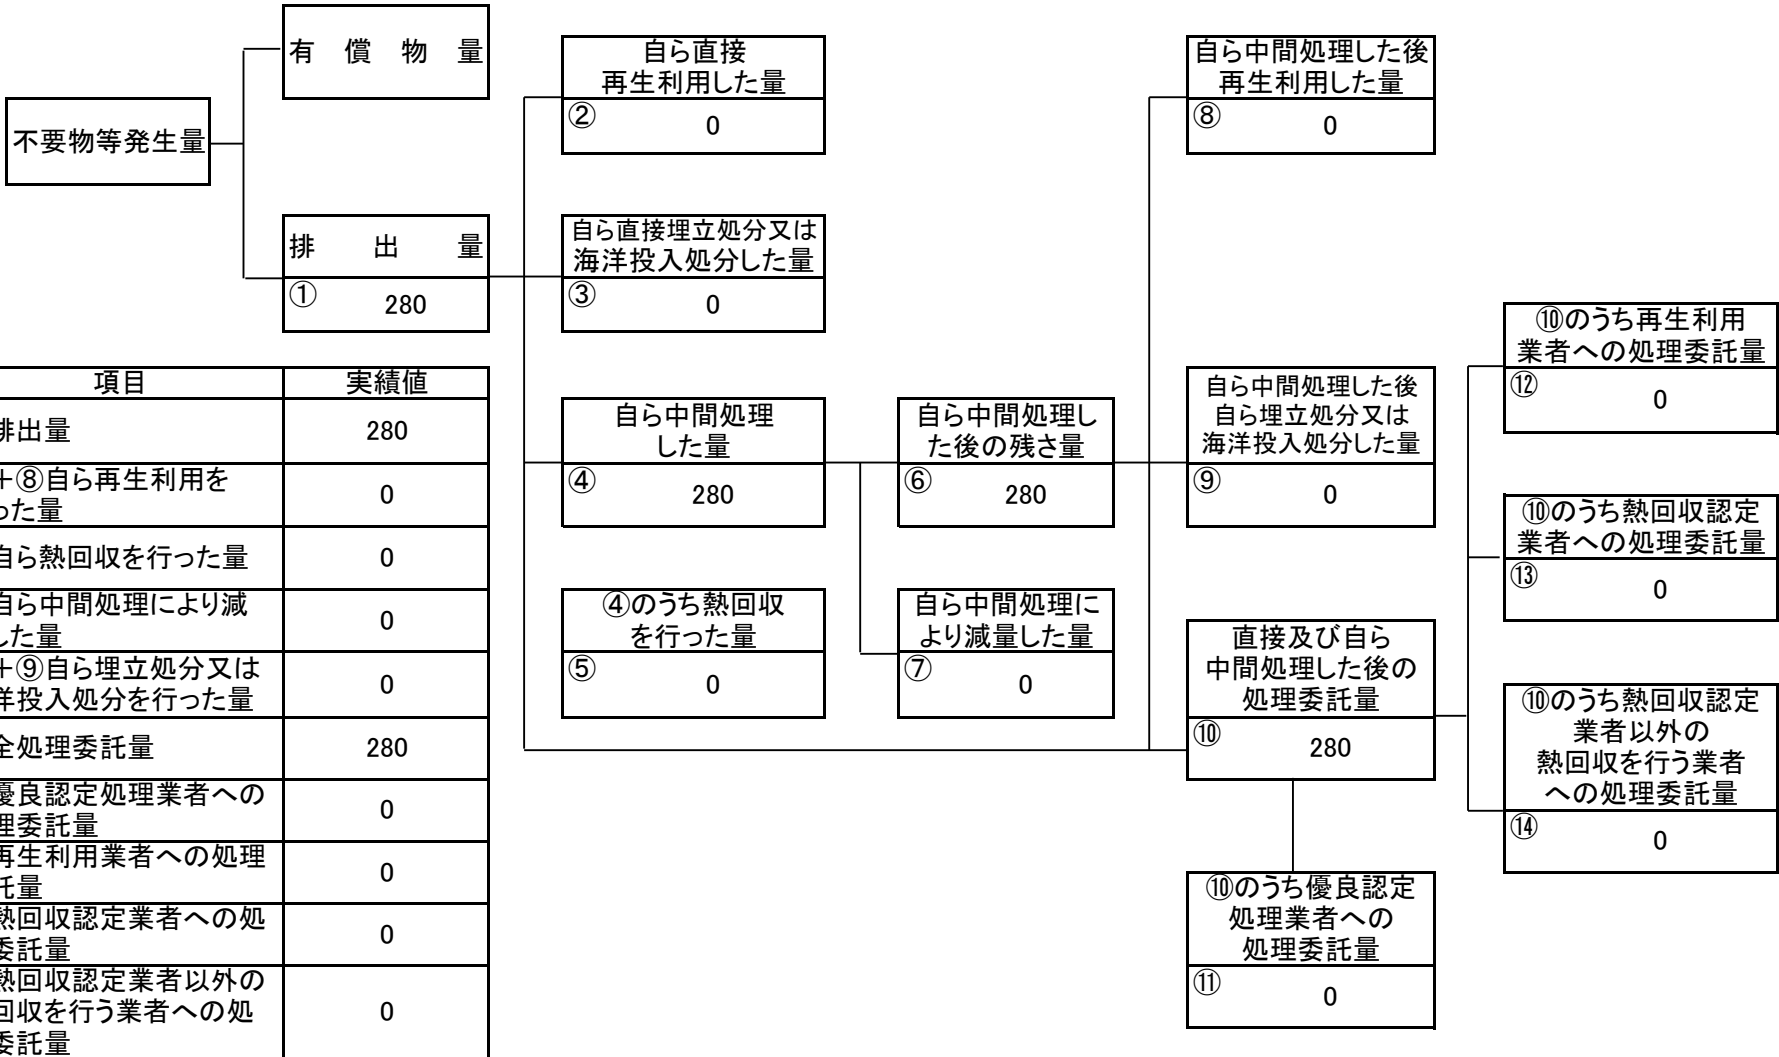 有償物量
不要物等発生量
排出量
① 280
自ら直接
再生利用した量
② 0
自ら直接埋立処分又は
海洋投入処分した量
③ 0
自ら中間処理
した量
④ 280
④のうち熱回収
を行った量
⑤ 0
自ら中間処理し
た後の残さ量
⑥ 280
自ら中間処理に
より減量した量
⑦ 0
自ら中間処理した後
再生利用した量
⑧ 0
自ら中間処理した後
自ら埋立処分又は
海洋投入処分した量
⑨ 0
直接及び自ら
中間処理した後の
処理委託量
⑩ 280
⑩のうち優良認定
処理業者への
処理委託量
⑪ 0
⑩のうち再生利用
業者への処理委託量
⑫ 0
⑩のうち熱回収認定
業者への処理委託量
⑬ 0
⑩のうち熱回収認定
業者以外の
熱回収を行う業者
への処理委託量
⑭ 0
項目 実績値
排出量 280
+⑧自ら再生利用を
った量 0
自ら熱回収を行った量 0
自ら中間処理により減
した量 0
+⑨自ら埋立処分又は
洋投入処分を行った量 0
全処理委託量 280
優良認定処理業者への
理委託量 0
再生利用業者への処理
託量 0
熱回収認定業者への処
委託量 0
熱回収認定業者以外の
回収を行う業者への処
委託量 0